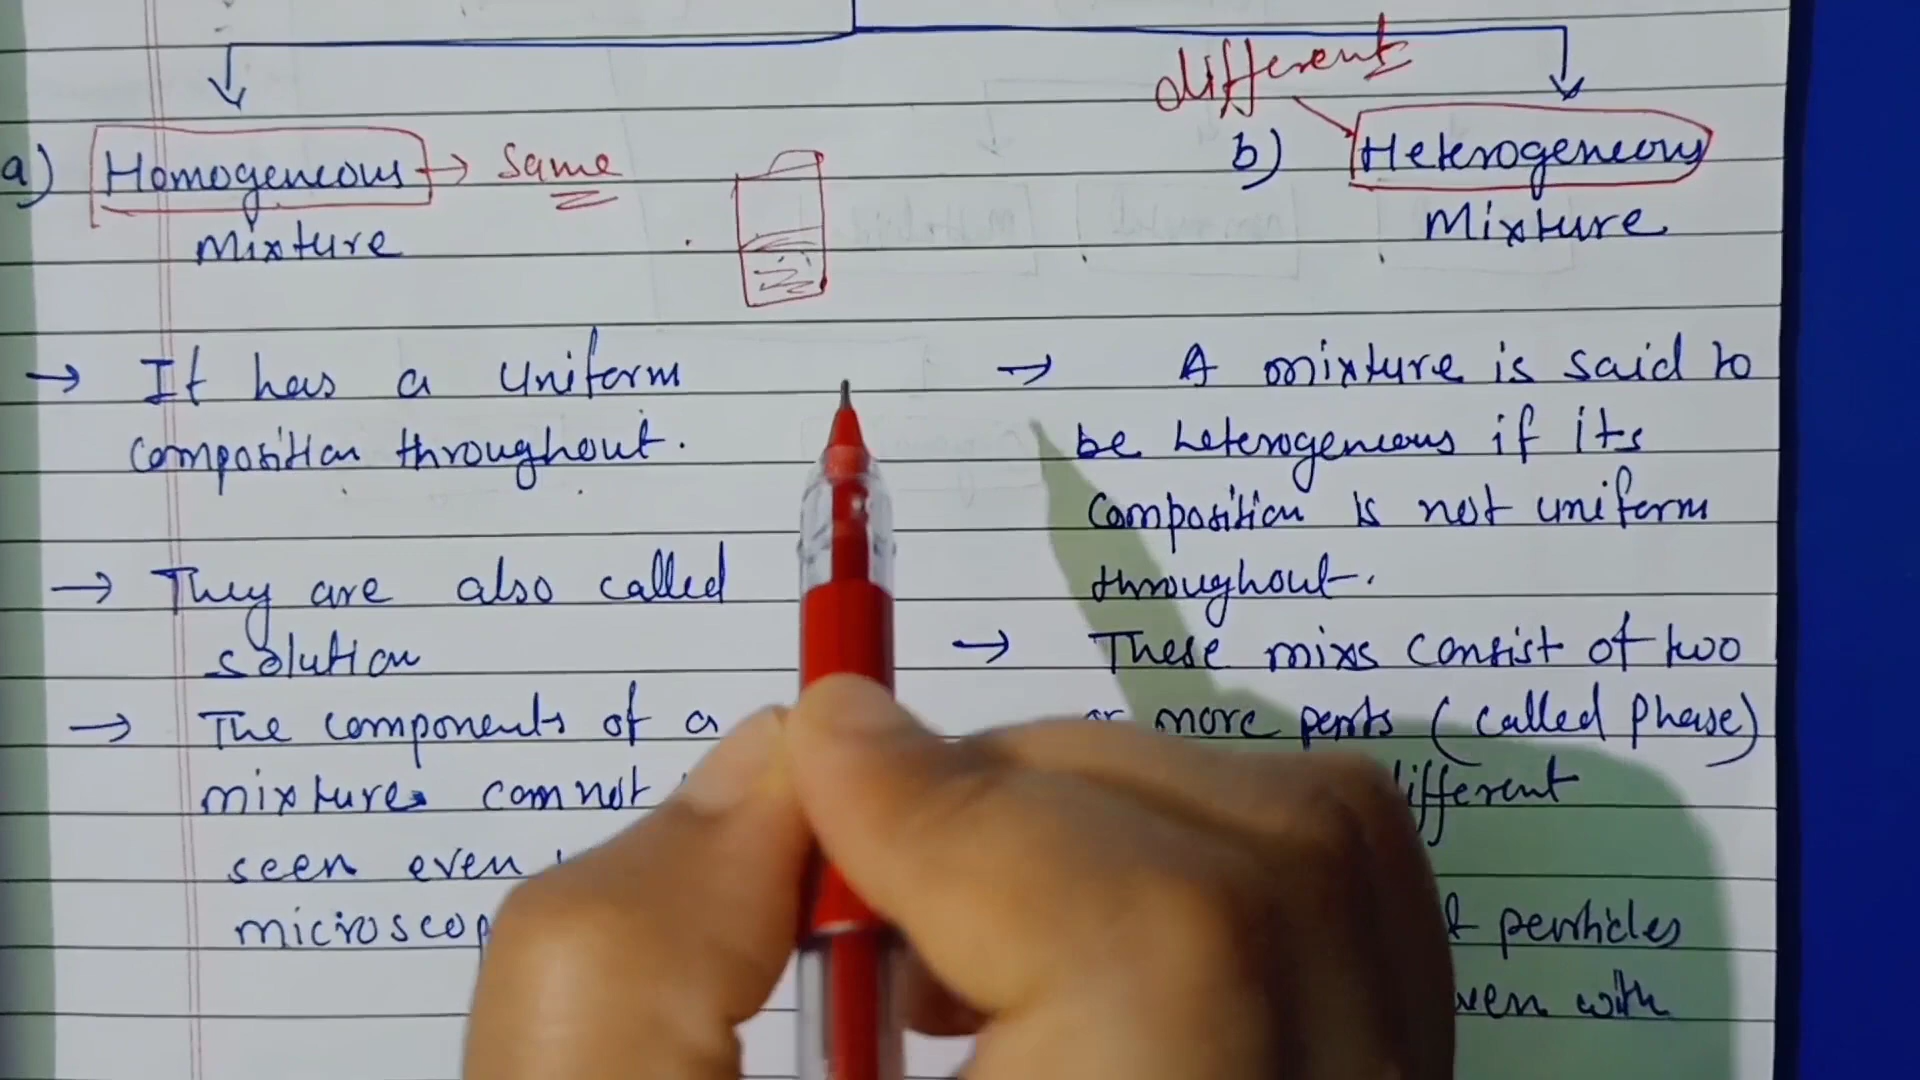 different
a) Homogeneous → Same
mixture
b) Heterogeneous
Mixture
→ It has a Uniform
Composition throughout.
→ They are also called
solution
→ The components of a
mixture cannot
seen even
microscop
→ A mixture is said to
be heterogeneous if its
Composition is not uniform
throughout.
→ These mixs consist of two
or more parts (called phase)
different
particles
with